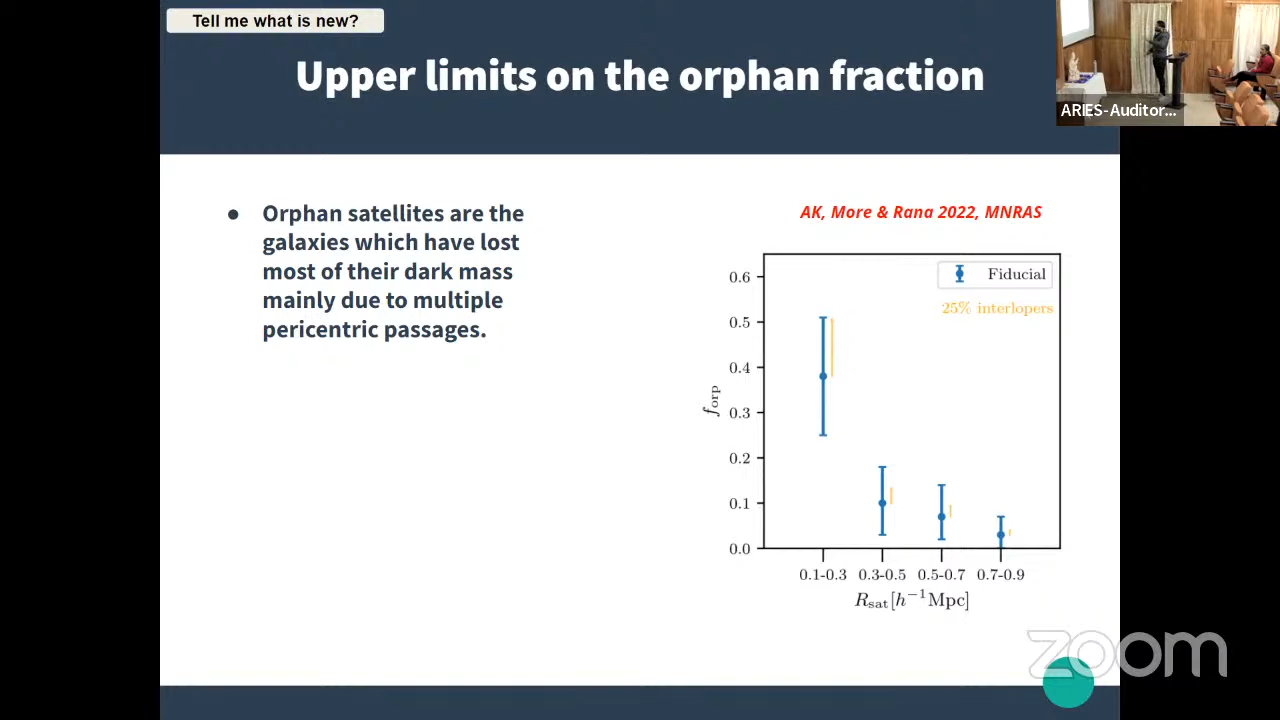 Tell me what is new?
Upper limits on the orphan fraction
ARIES-Auditor...
● Orphan satellites are the
galaxies which have lost
most of their dark mass
mainly due to multiple
pericentric passages.
AK, More & Rana 2022, MNRAS
Fiducial
25% interlopers
0.6
0.5
0.4
0.3
0.2
0.1
0.0
f_orp
0.1-0.3 0.3-0.5 0.5-0.7 0.7-0.9
R_sat[h⁻¹Mpc]
zoom